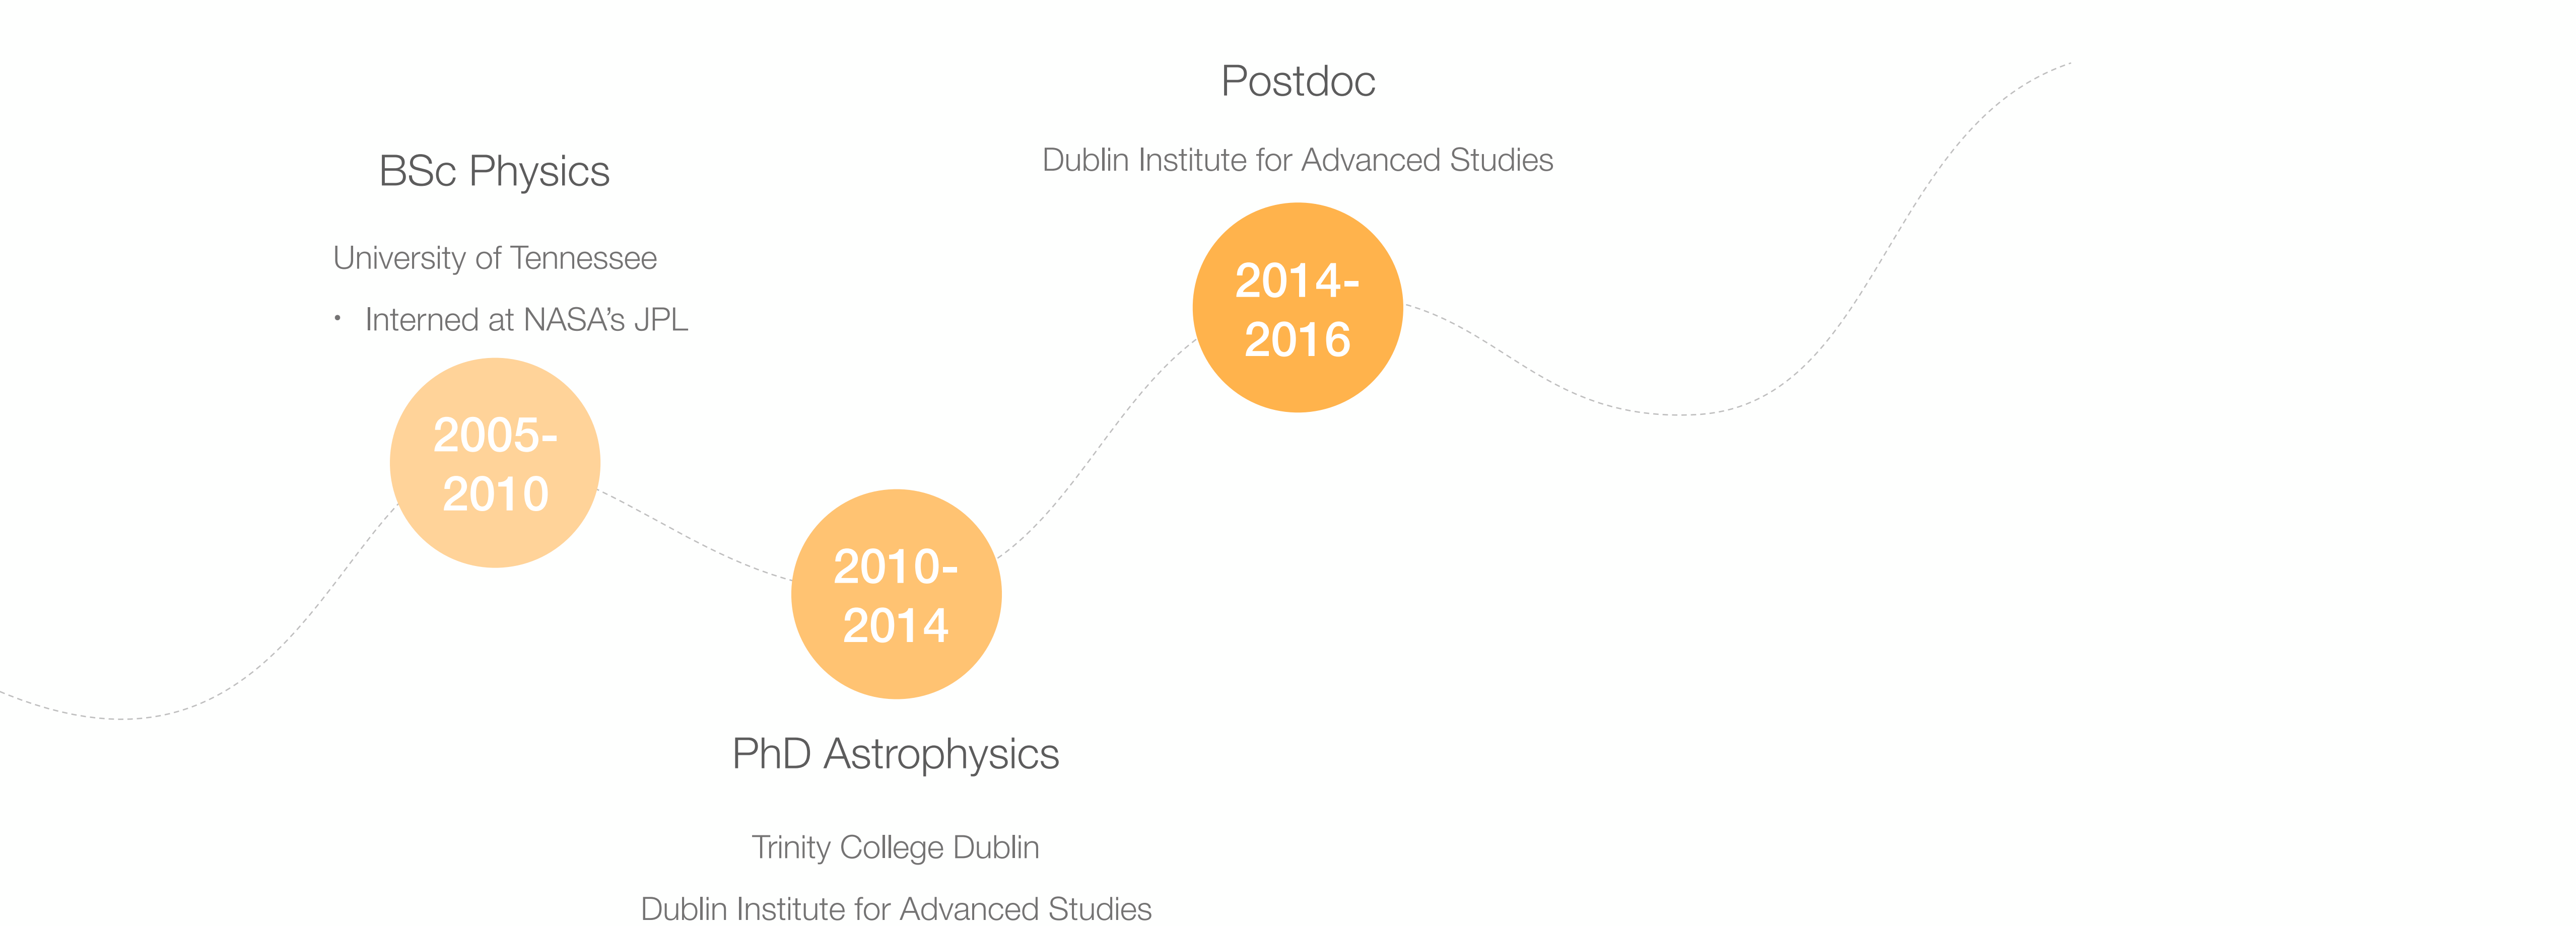 BSc Physics
University of Tennessee
• Interned at NASA’s JPL
2005-
2010
2010-
2014
PhD Astrophysics
Trinity College Dublin
Dublin Institute for Advanced Studies
Postdoc
Dublin Institute for Advanced Studies
2014-
2016